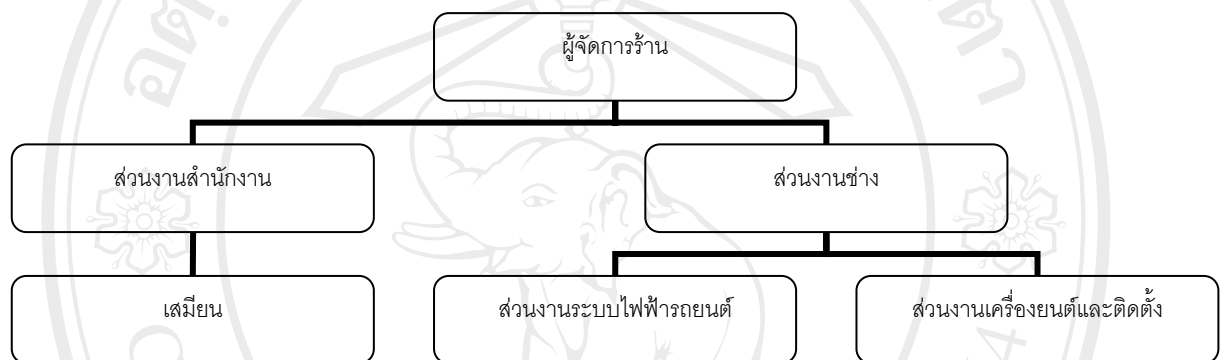 ผู้จัดการร้าน
ส่วนงานสำนักงาน
ส่วนงานช่าง
เสมียน
ส่วนงานระบบไฟฟ้ารถยนต์
ส่วนงานเครื่องยนต์และติดตั้ง